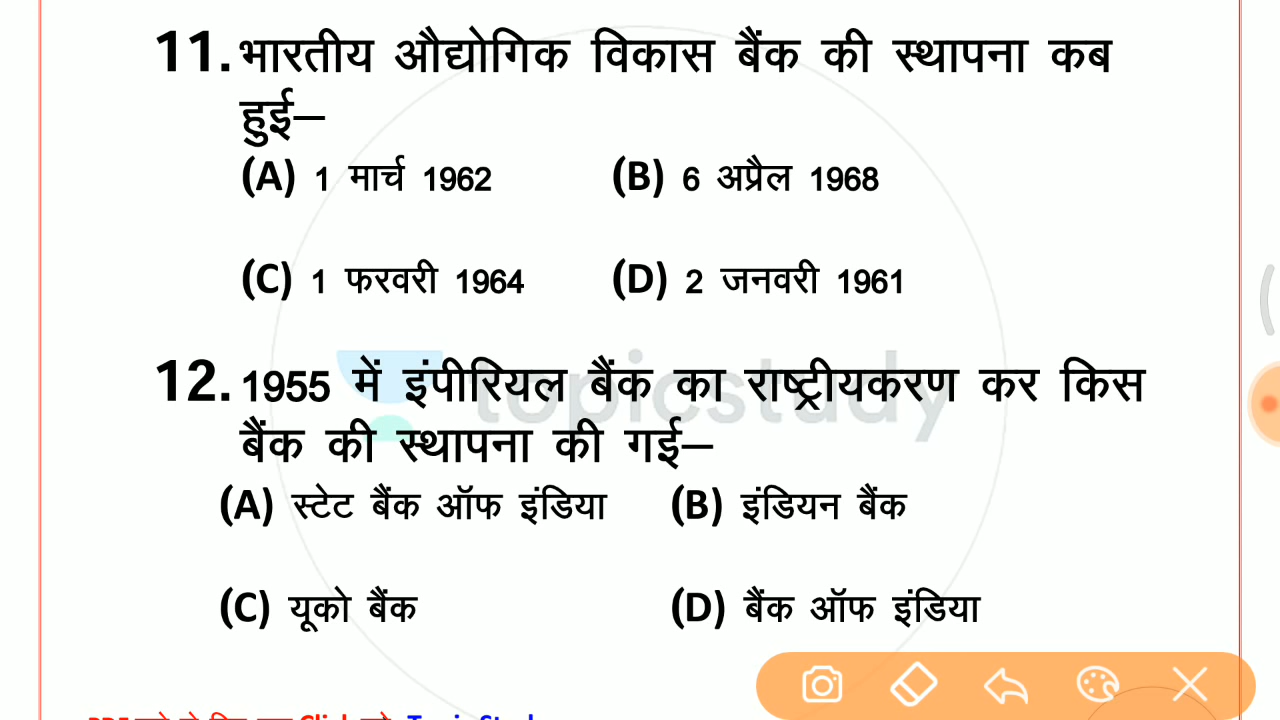 11. भारतीय औद्योगिक विकास बैंक की स्थापना कब
हुई–
(A) 1 मार्च 1962 (B) 6 अप्रैल 1968
(C) 1 फरवरी 1964 (D) 2 जनवरी 1961
topicstudy
12. 1955 में इंपीरियल बैंक का राष्ट्रीयकरण कर किस
बैंक की स्थापना की गई–
(A) स्टेट बैंक ऑफ इंडिया (B) इंडियन बैंक
(C) यूको बैंक (D) बैंक ऑफ इंडिया